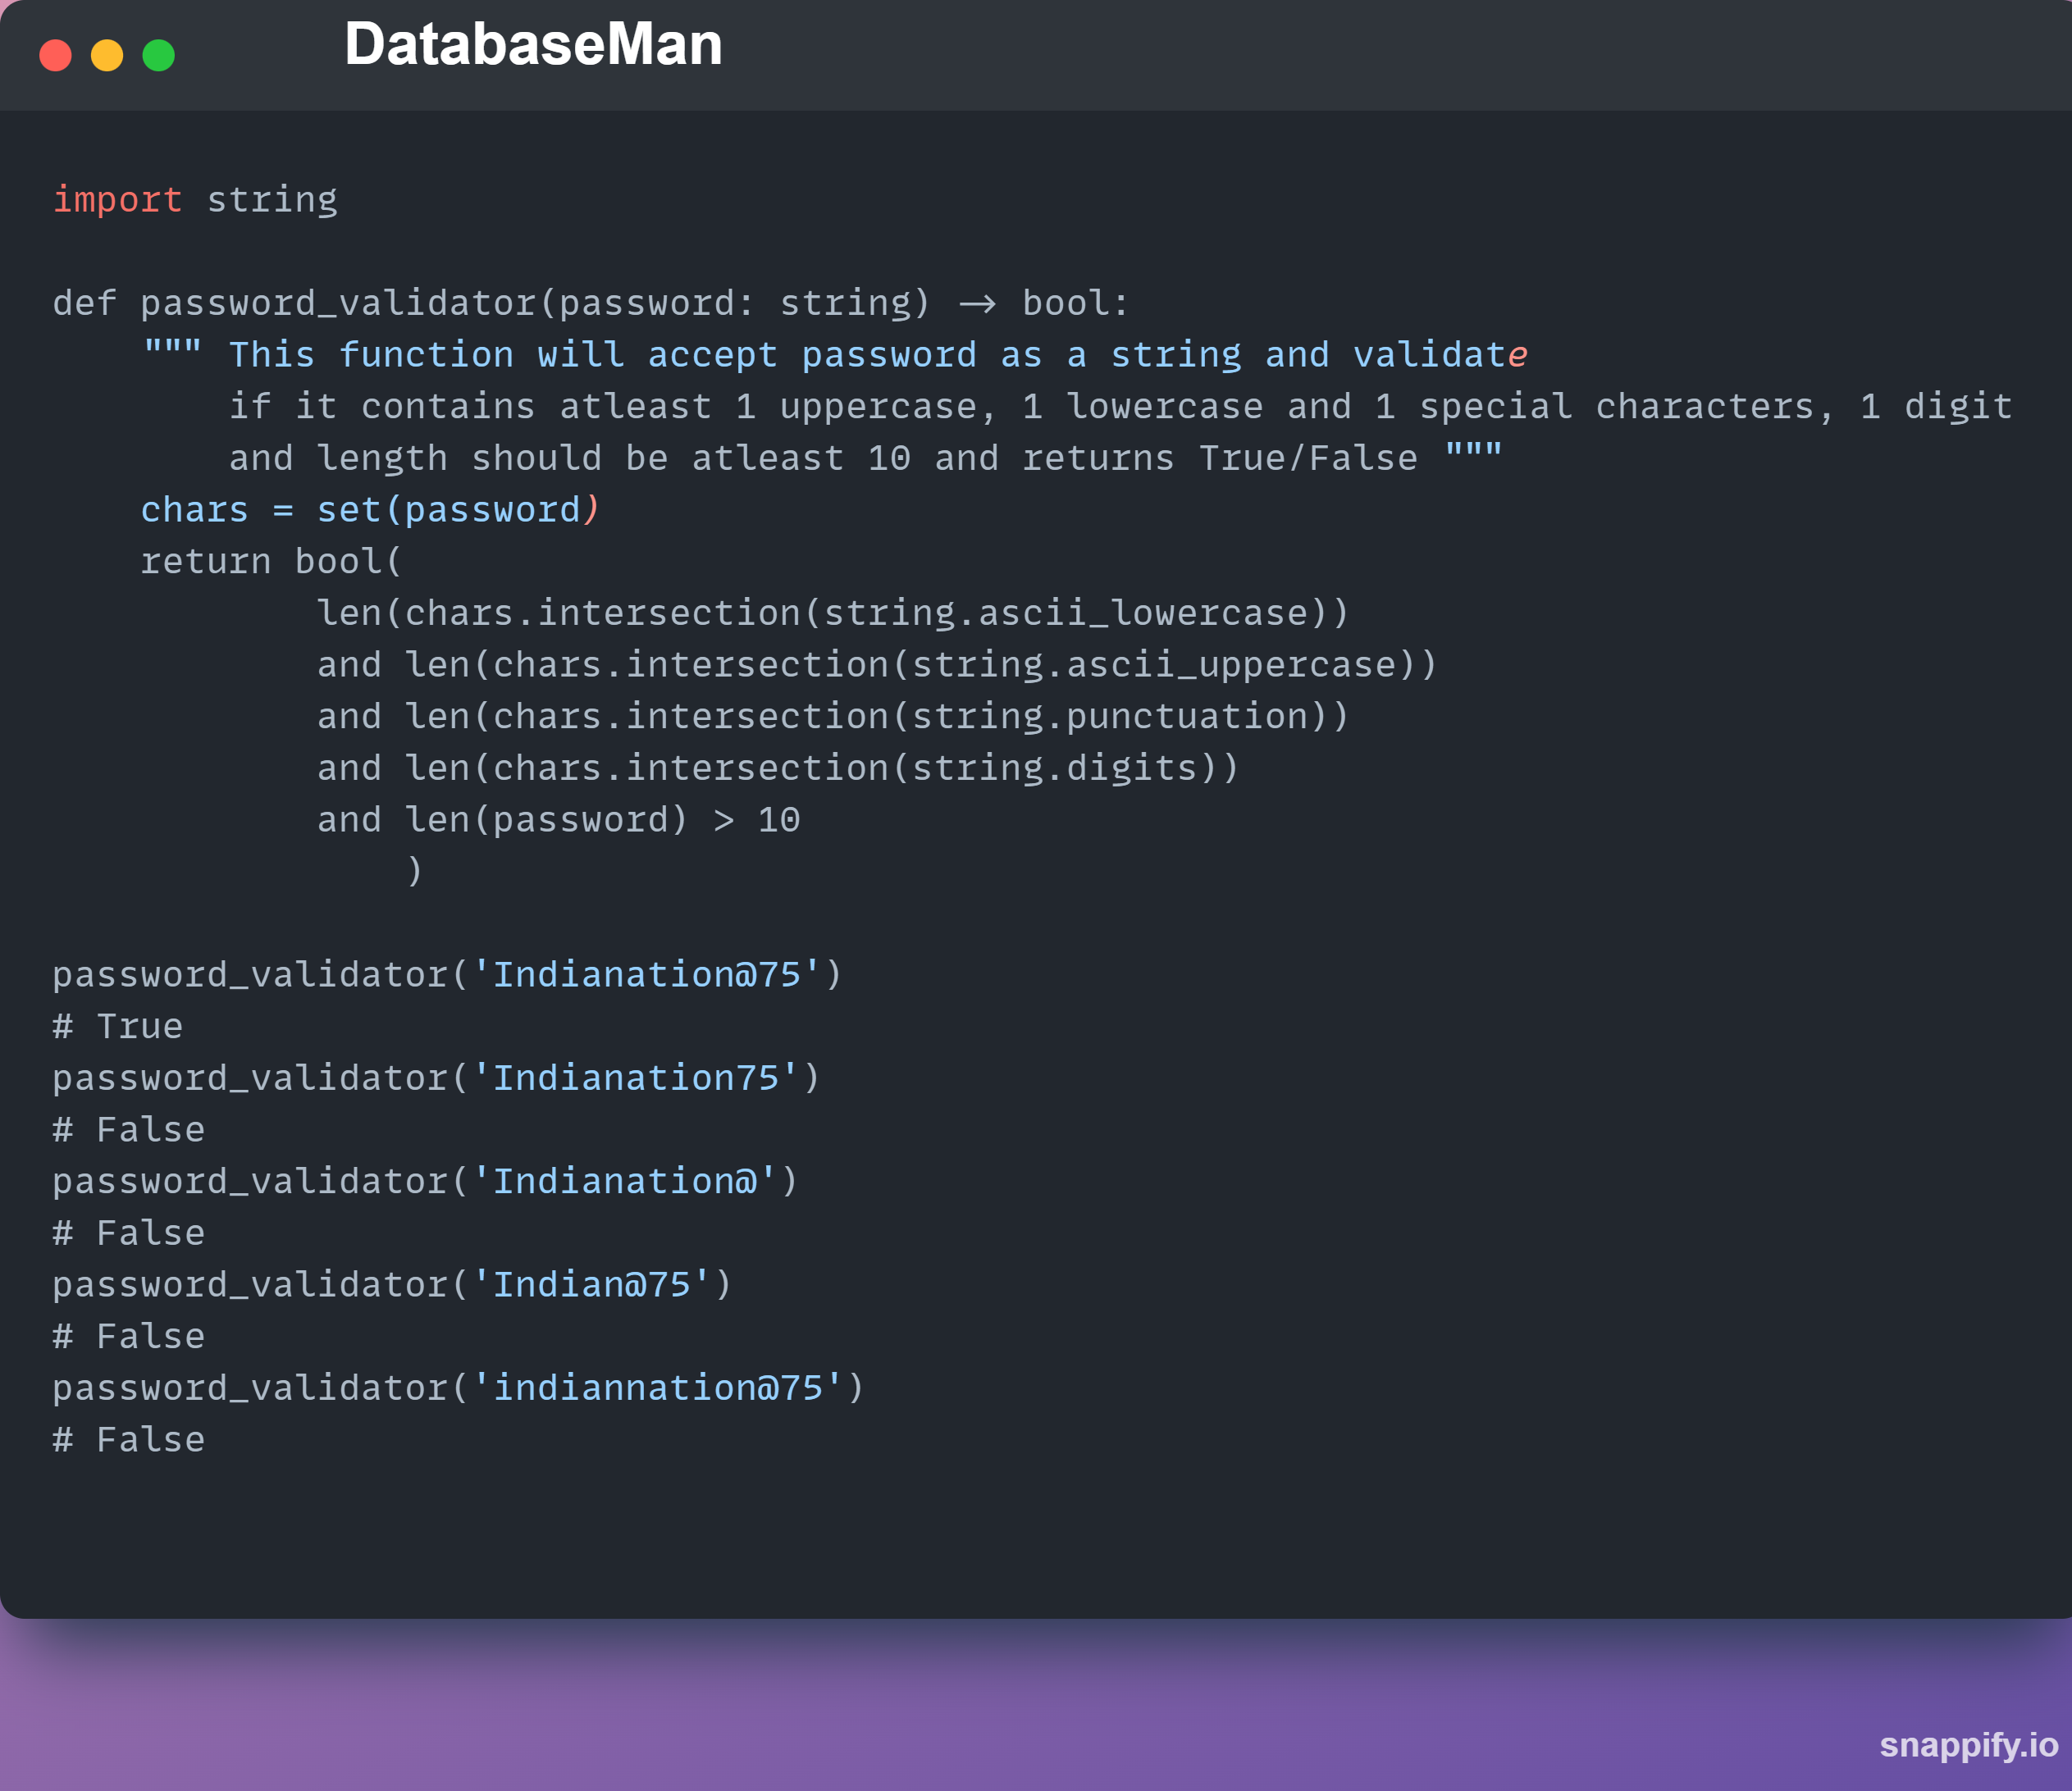 DatabaseMan
import string
def password_validator(password: string) -> bool:
""" This function will accept password as a string and validate
if it contains atleast 1 uppercase, 1 lowercase and 1 special characters, 1 digit
and length should be atleast 10 and returns True/False """
chars = set(password)
return bool(
len(chars.intersection(string.ascii_lowercase))
and len(chars.intersection(string.ascii_uppercase))
and len(chars.intersection(string.punctuation))
and len(chars.intersection(string.digits))
and len(password) > 10
)
password_validator('Indianation@75')
# True
password_validator('Indianation75')
# False
password_validator('Indianation@')
# False
password_validator('Indian@75')
# False
password_validator('indiannation@75')
# False
snappify.io